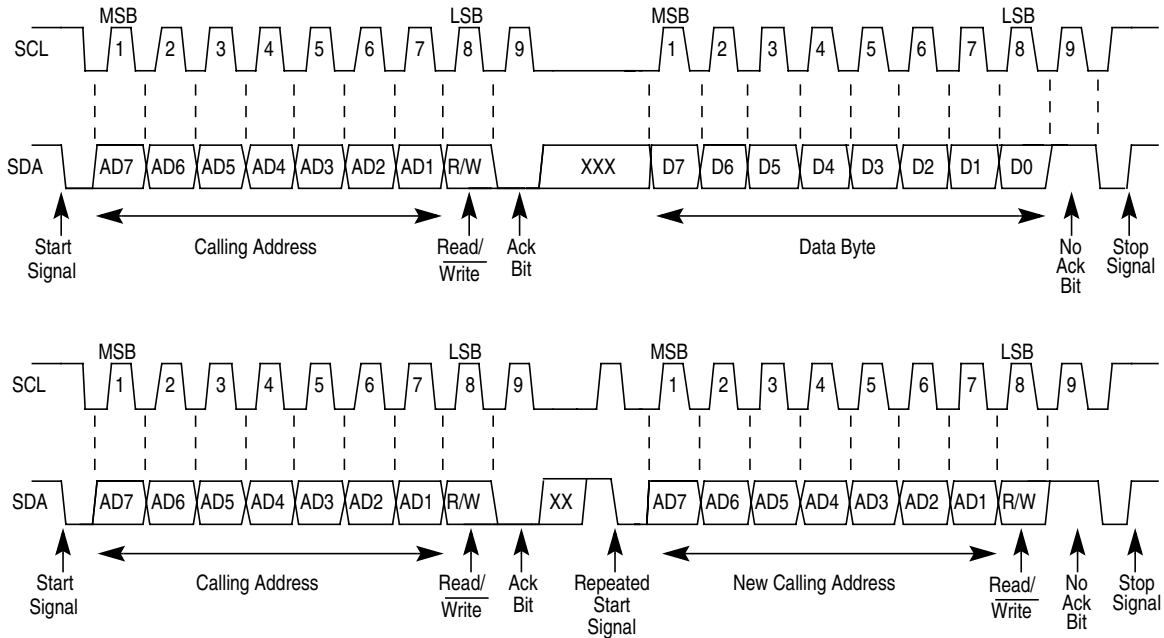 MSB LSB MSB LSB
SCL 1 2 3 4 5 6 7 8 9 1 2 3 4 5 6 7 8 9
SDA AD7 AD6 AD5 AD4 AD3 AD2 AD1 R/W XXX D7 D6 D5 D4 D3 D2 D1 D0
Start Signal
Calling Address
Read/ Write
Ack Bit
Data Byte
No Ack Bit
Stop Signal
MSB LSB MSB LSB
SCL 1 2 3 4 5 6 7 8 9 1 2 3 4 5 6 7 8 9
SDA AD7 AD6 AD5 AD4 AD3 AD2 AD1 R/W XX AD7 AD6 AD5 AD4 AD3 AD2 AD1 R/W
Start Signal
Calling Address
Read/ Write
Ack Bit
Repeated Start Signal
New Calling Address
Read/ Write
No Ack Bit
Stop Signal